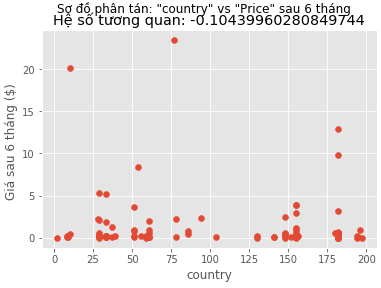 Sơ đồ phân tán: "country" vs "Price" sau 6 tháng
Hệ số tương quan: -0.10439960280849744
Giá sau 6 tháng ($)
20
15
10
5
0
0 25 50 75 100 125 150 175 200
country